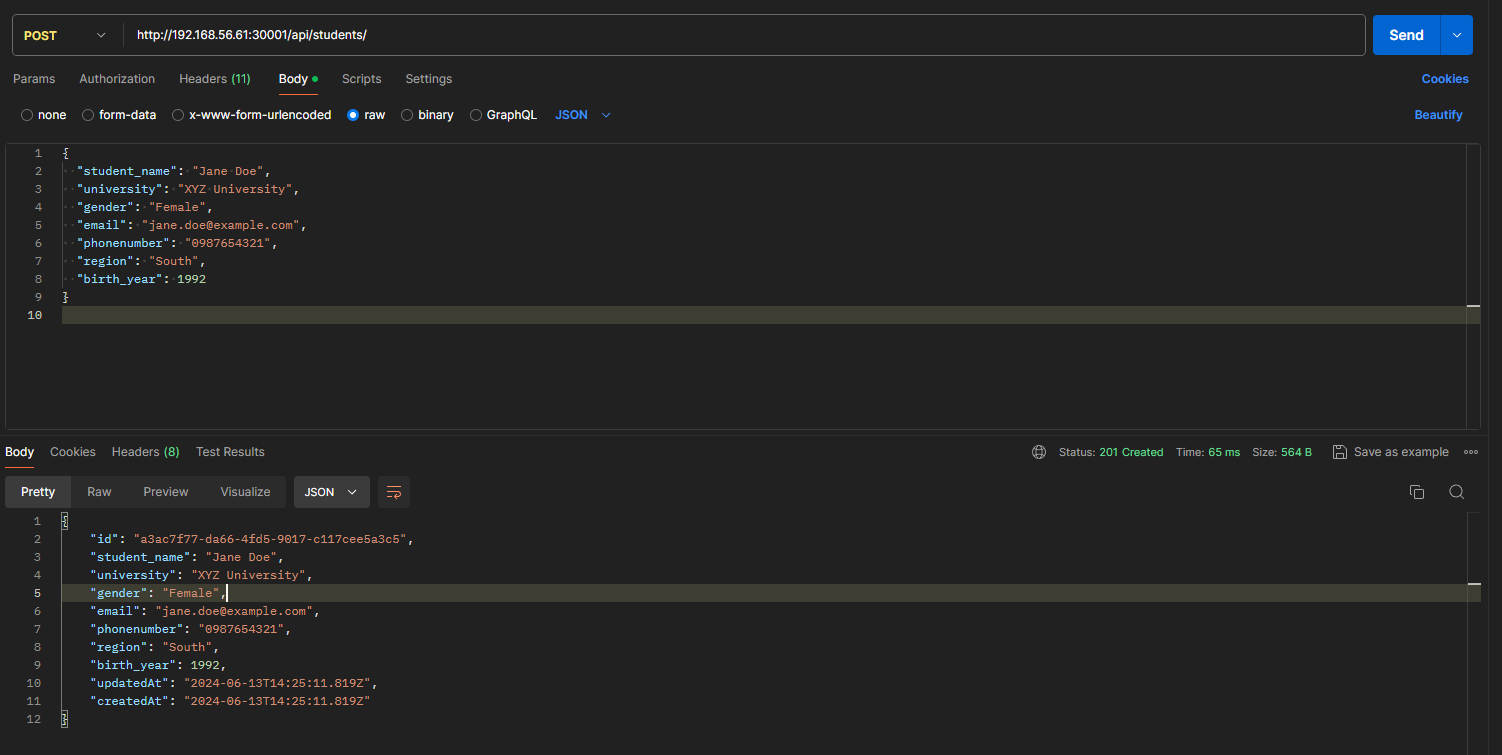 POST http://192.168.56.61:30001/api/students/ Send
Params Authorization Headers (11) Body Scripts Settings Cookies
none form-data x-www-form-urlencoded raw binary GraphQL JSON Beautify
1 {
2 "student_name": "Jane Doe",
3 "university": "XYZ University",
4 "gender": "Female",
5 "email": "jane.doe@example.com",
6 "phonenumber": "0987654321",
7 "region": "South",
8 "birth_year": 1992
9 }
10
Body Cookies Headers (8) Test Results Status: 201 Created Time: 65 ms Size: 564 B Save as example
Pretty Raw Preview Visualize JSON
1 {
2 "id": "a3ac7f77-da66-4fd5-9017-c117cee5a3c5",
3 "student_name": "Jane Doe",
4 "university": "XYZ University",
5 "gender": "Female",
6 "email": "jane.doe@example.com",
7 "phonenumber": "0987654321",
8 "region": "South",
9 "birth_year": 1992,
10 "updatedAt": "2024-06-13T14:25:11.819Z",
11 "createdAt": "2024-06-13T14:25:11.819Z"
12 }